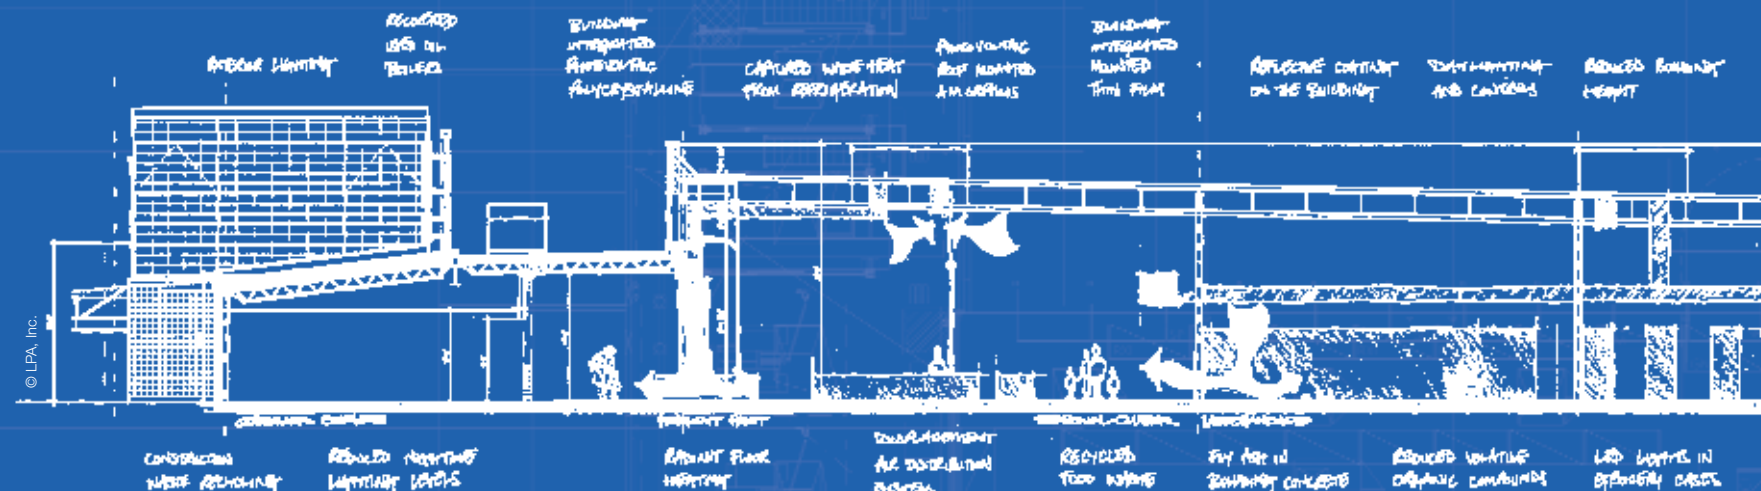 RECYCLED
USED OIL
BOILERS
BUILDING
INTEGRATED
PHOTOVOLTAIC
POLYCRYSTALLINE
INTERIOR LIGHTING
CAPTURED WASTE HEAT
FROM REFRIGERATION
PHOTOVOLTAIC
ROOF MOUNTED
AMORPHOUS
BUILDING
INTEGRATED
MOUNTED
THIN FILM
REFLECTIVE COATING
ON THE BUILDING
DAYLIGHTING
AND CONTROLS
REDUCED BUILDING
HEIGHT
© LPA, Inc.
CONSTRUCTION
WASTE RECYCLING
REDUCED NIGHTTIME
LIGHTING LEVELS
RADIANT FLOOR
HEATING
DISPLACEMENT
AIR DISTRIBUTION
SYSTEM
RECYCLED
FOOD WASTE
FLY ASH IN
BUILDING CONCRETE
REDUCED VOLATILE
ORGANIC COMPOUNDS
LED LIGHTS IN
GROCERY CASES